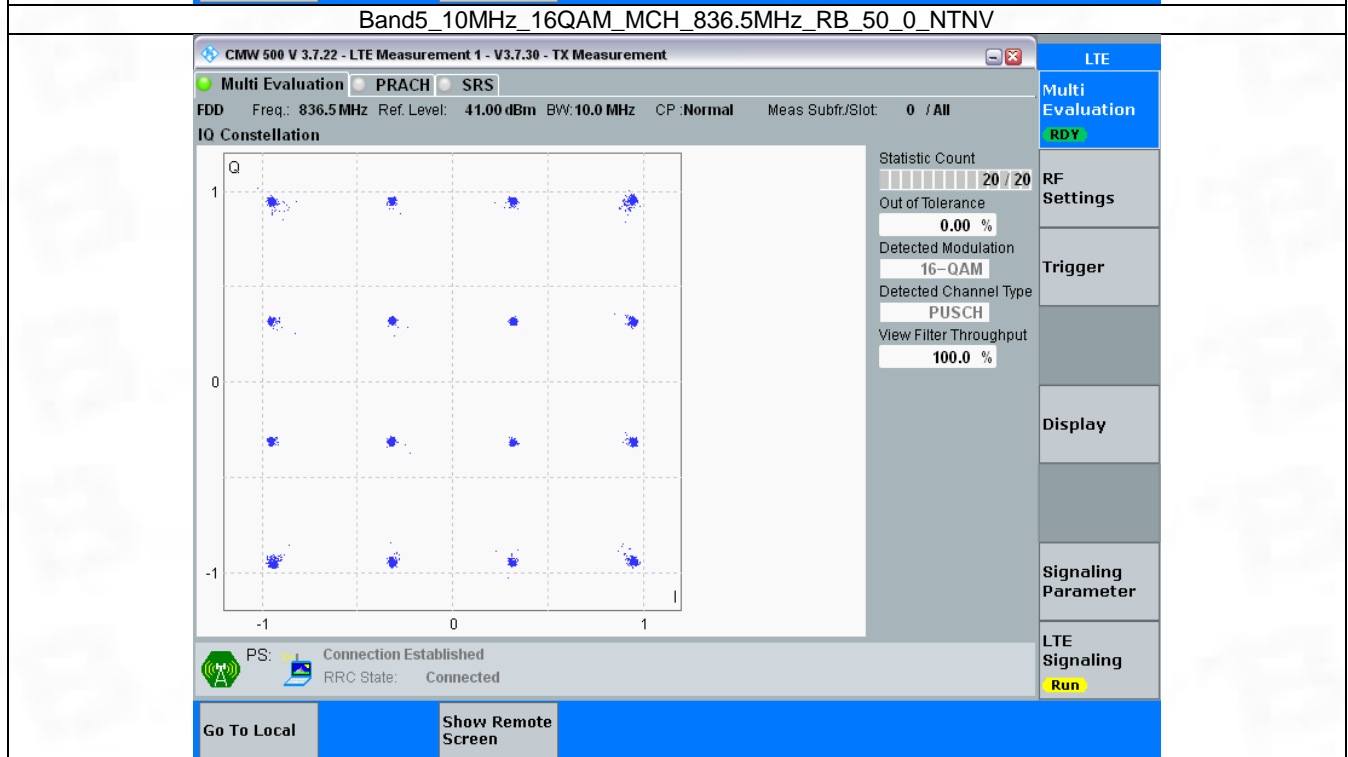 Band5_10MHz_16QAM_MCH_836.5MHz_RB_50_0_NTNV
CMW 500 V 3.7.22 - LTE Measurement 1 - V3.7.30 - TX Measurement
LTE
Multi Evaluation PRACH SRS
FDD Freq.: 836.5 MHz Ref. Level: 41.00 dBm BW: 10.0 MHz CP :Normal Meas Subfr./Slot: 0 / All
IQ Constellation
Q
1
0
-1
I
-1 0 1
Statistic Count
20 / 20
Out of Tolerance
0.00 %
Detected Modulation
16-QAM
Detected Channel Type
PUSCH
View Filter Throughput
100.0 %
Multi
Evaluation
RDY
RF
Settings
Trigger
Display
Signaling
Parameter
LTE
Signaling
Run
PS: Connection Established
RRC State: Connected
Go To Local
Show Remote
Screen